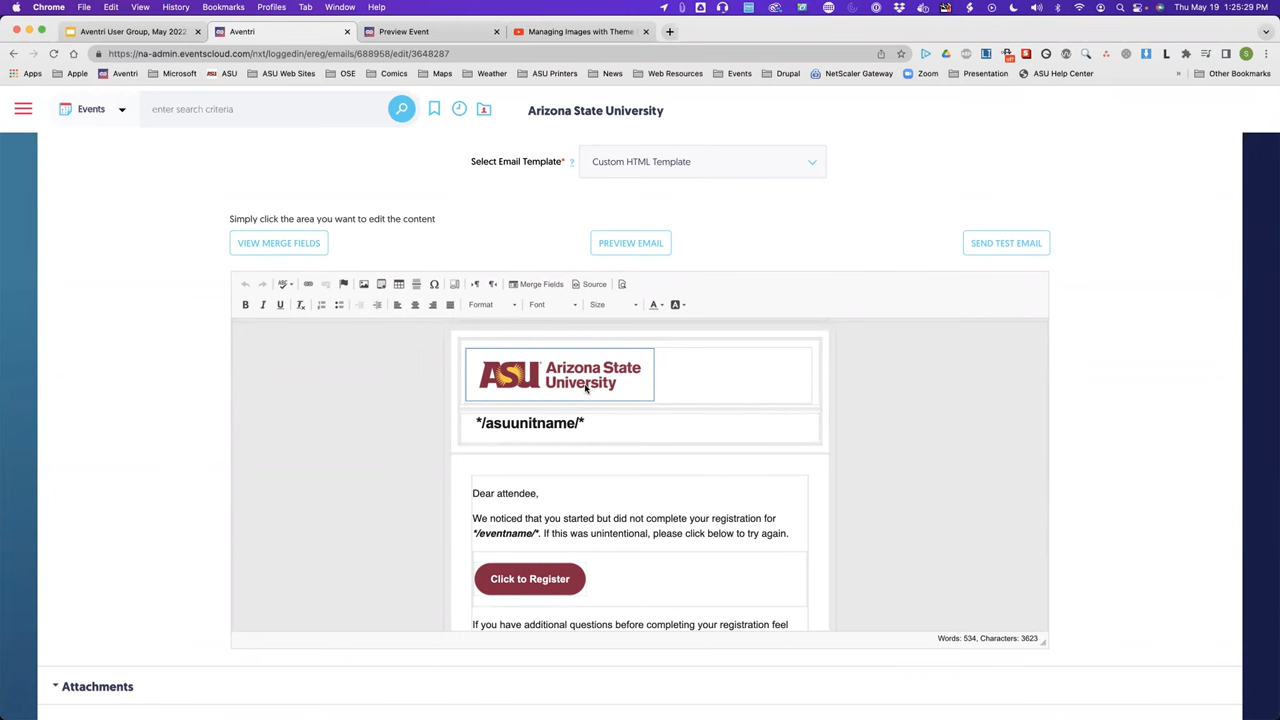 Chrome File Edit View History Bookmarks Profiles Tab Window Help Thu May 19 1:25:29 PM
Aventri User Group, May 2022 Aventri Preview Event Managing Images with Theme
https://na-admin.eventscloud.com/nxt/loggedin/ereg/emails/688958/edit/3648287
Apps Apple Aventri Microsoft ASU ASU Web Sites OSE Comics Maps Weather ASU Printers News Web Resources Events Drupal NetScaler Gateway Zoom Presentation ASU Help Center » Other Bookmarks
Events enter search criteria Arizona State University
Select Email Template* ? Custom HTML Template
Simply click the area you want to edit the content
VIEW MERGE FIELDS PREVIEW EMAIL SEND TEST EMAIL
Merge Fields Source
B I U Format Font Size
ASU Arizona State
University
*/asuunitname/*
Dear attendee,
We noticed that you started but did not complete your registration for
*/eventname/*. If this was unintentional, please click below to try again.
Click to Register
If you have additional questions before completing your registration feel
Words: 534, Characters: 3623
Attachments